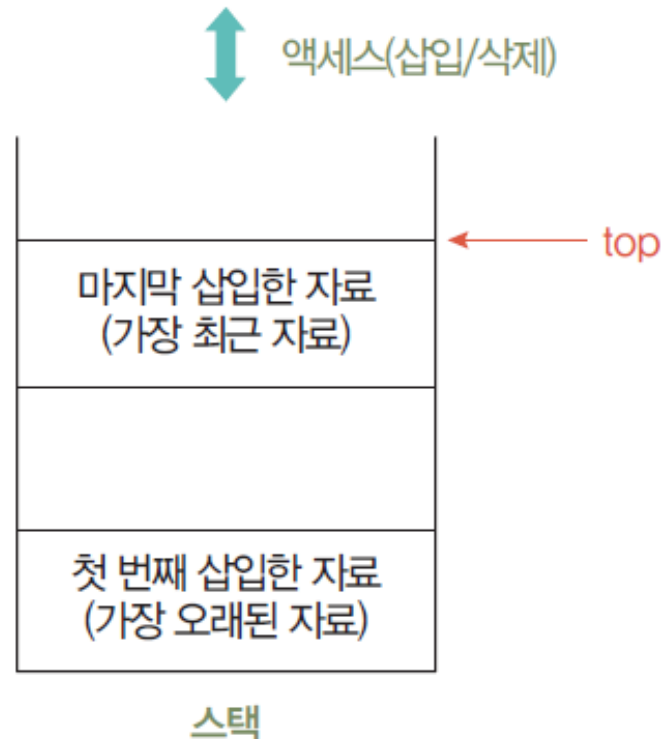 액세스(삽입/삭제)
top
마지막 삽입한 자료
(가장 최근 자료)
첫 번째 삽입한 자료
(가장 오래된 자료)
스택